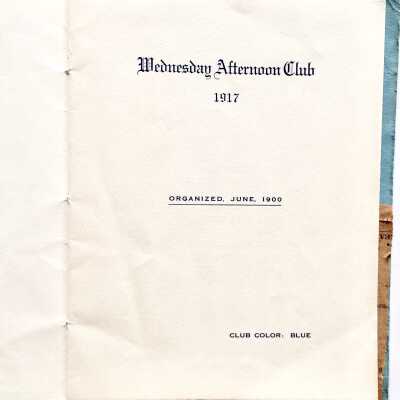 Wednesday Afternoon Club
1917
ORGANIZED, JUNE, 1900
CLUB COLOR: BLUE